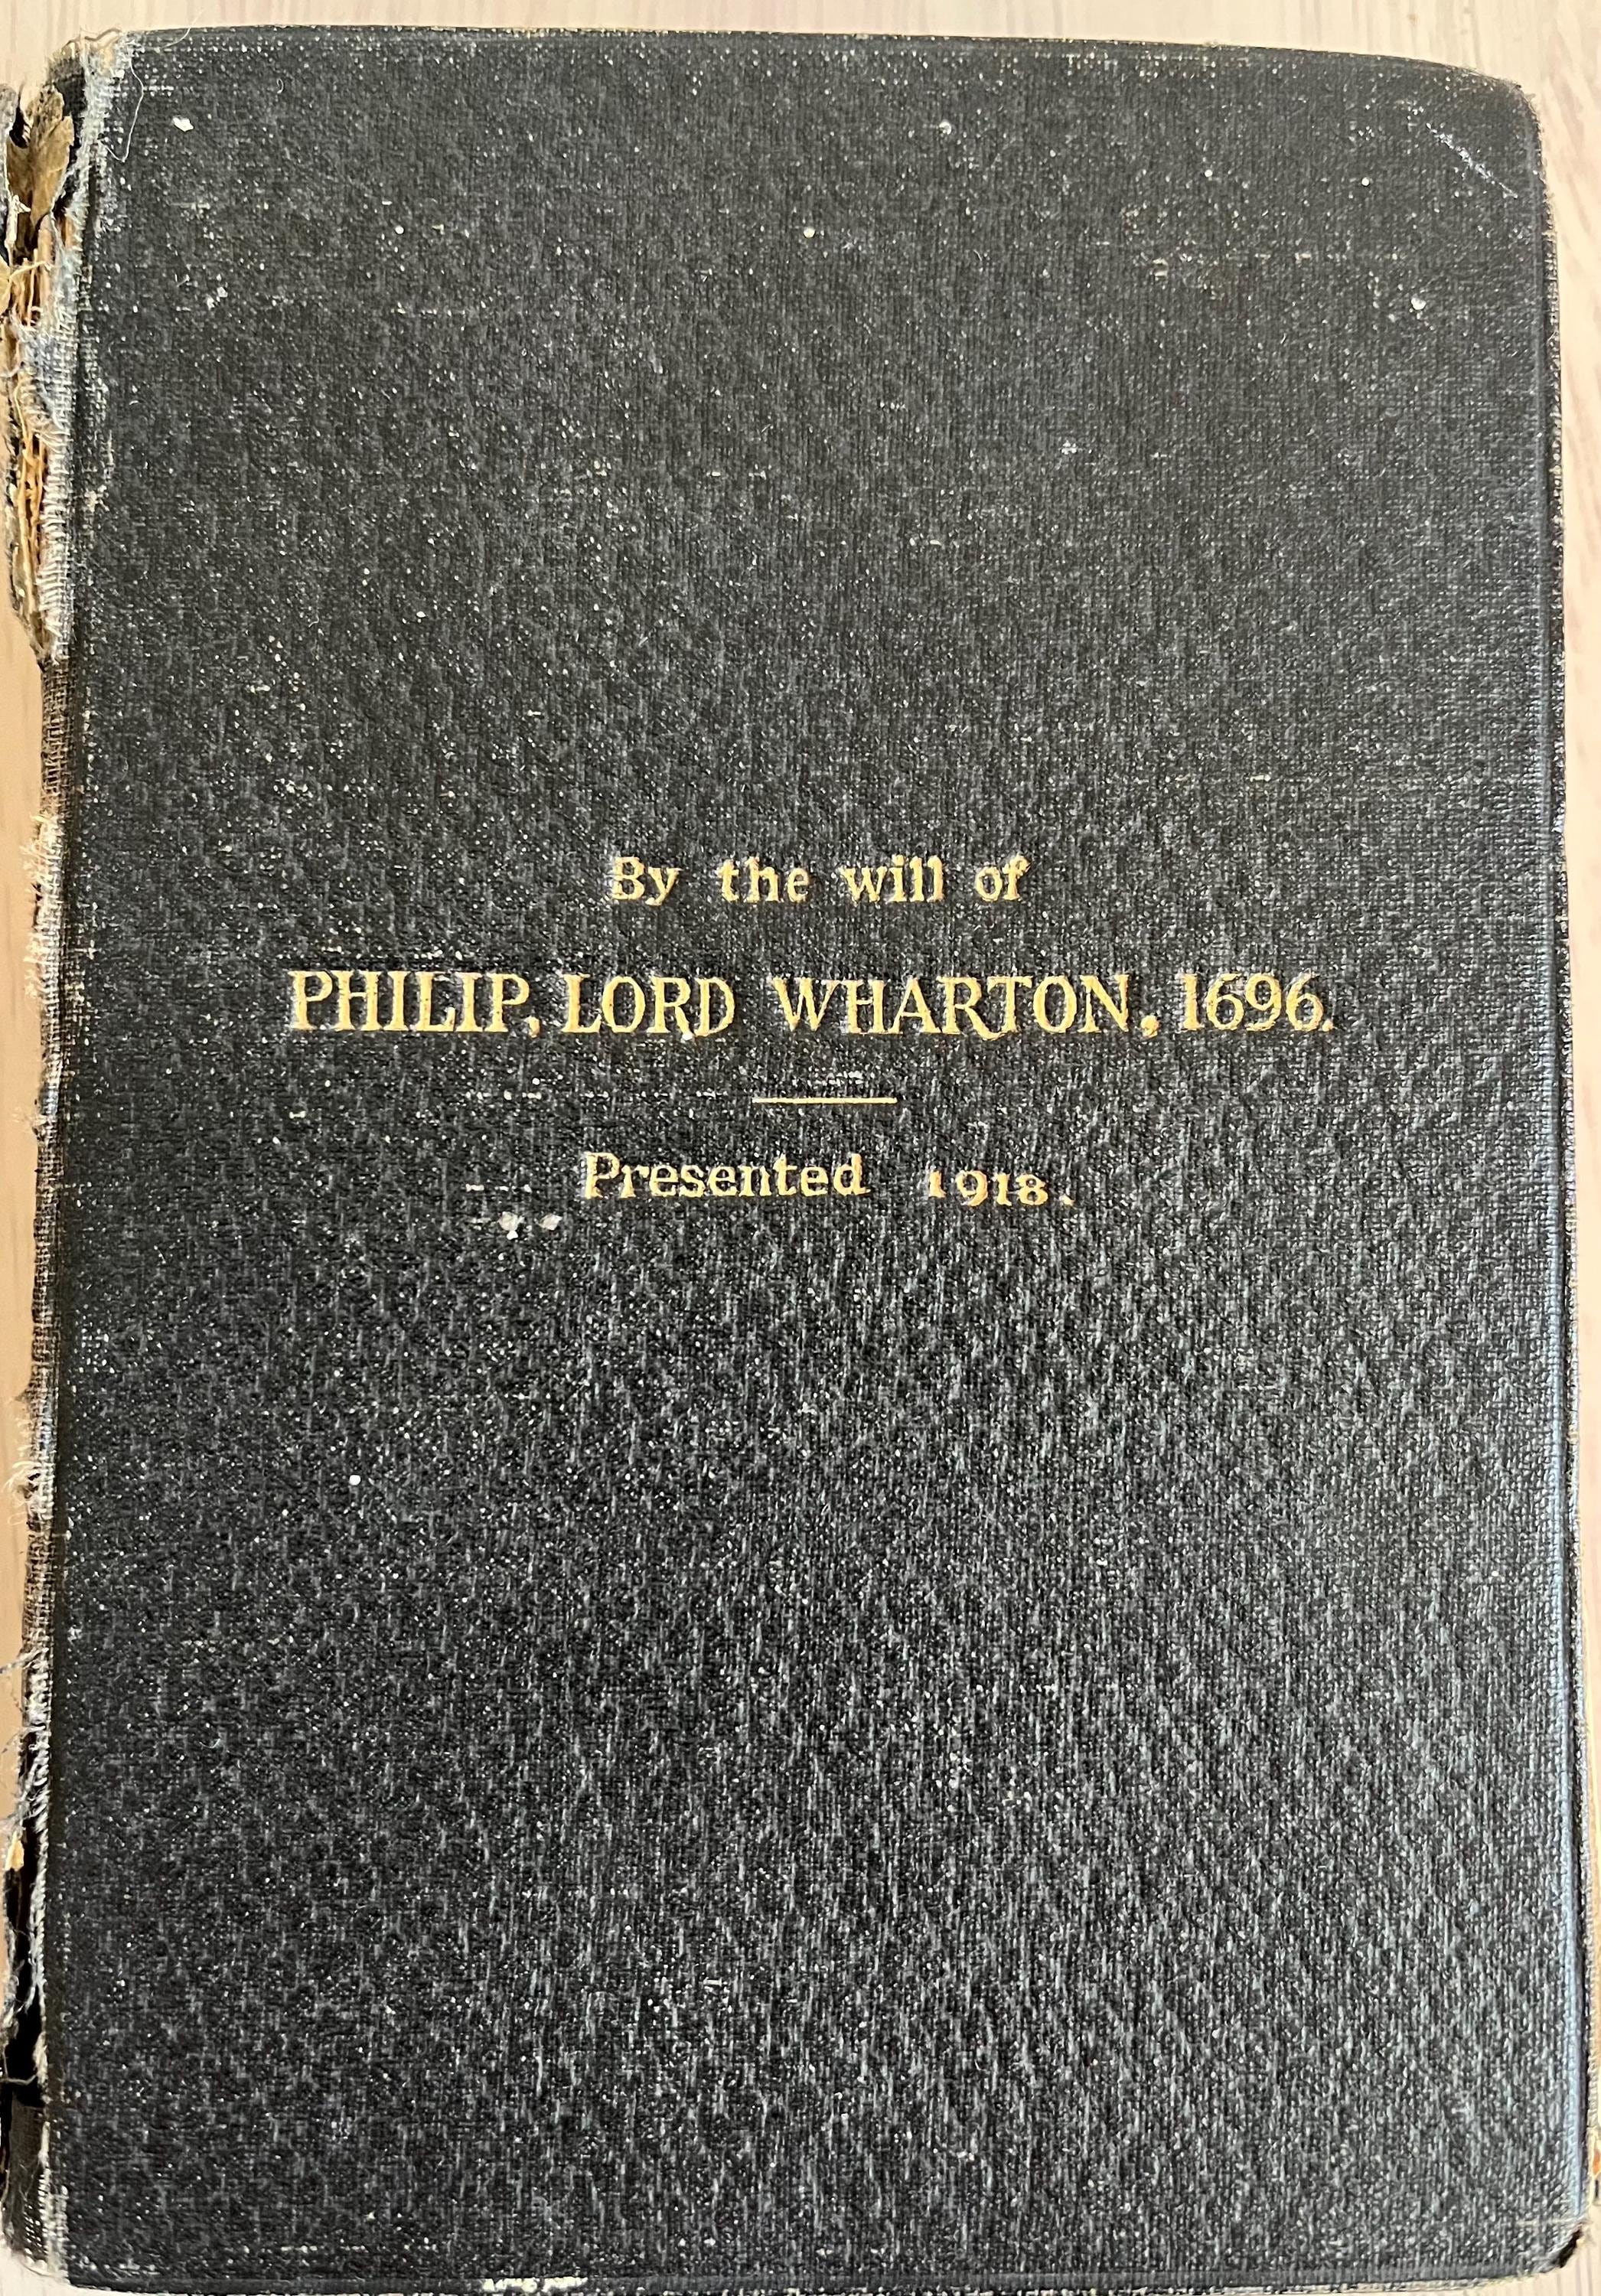 By the will of
PHILIP, LORD WHARTON, 1696.
Presented 1918.